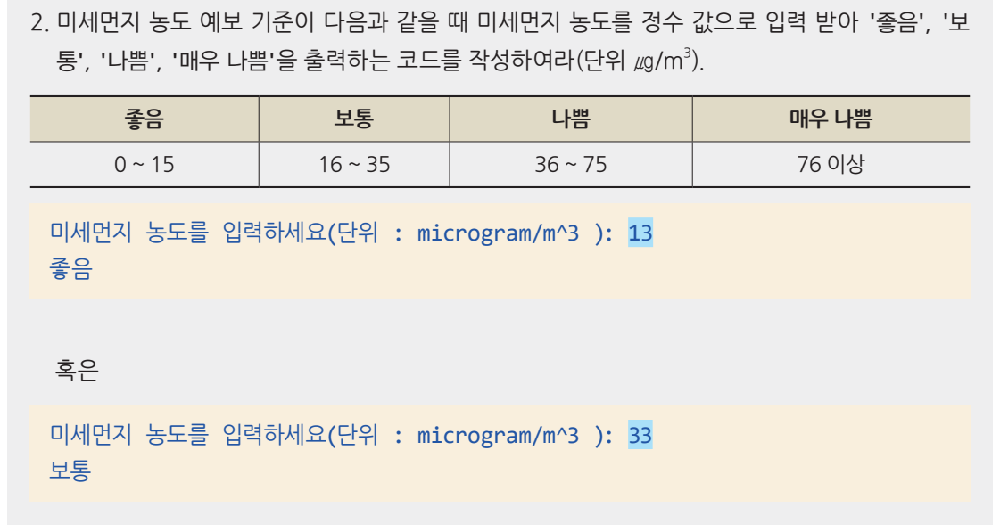 2. 미세먼지 농도 예보 기준이 다음과 같을 때 미세먼지 농도를 정수 값으로 입력 받아 '좋음', '보
통', '나쁨', '매우 나쁨'을 출력하는 코드를 작성하여라(단위 ㎍/m³).
좋음 보통 나쁨 매우 나쁨
0 ~ 15 16 ~ 35 36 ~ 75 76 이상
미세먼지 농도를 입력하세요(단위 : microgram/m^3 ): 13
좋음
혹은
미세먼지 농도를 입력하세요(단위 : microgram/m^3 ): 33
보통